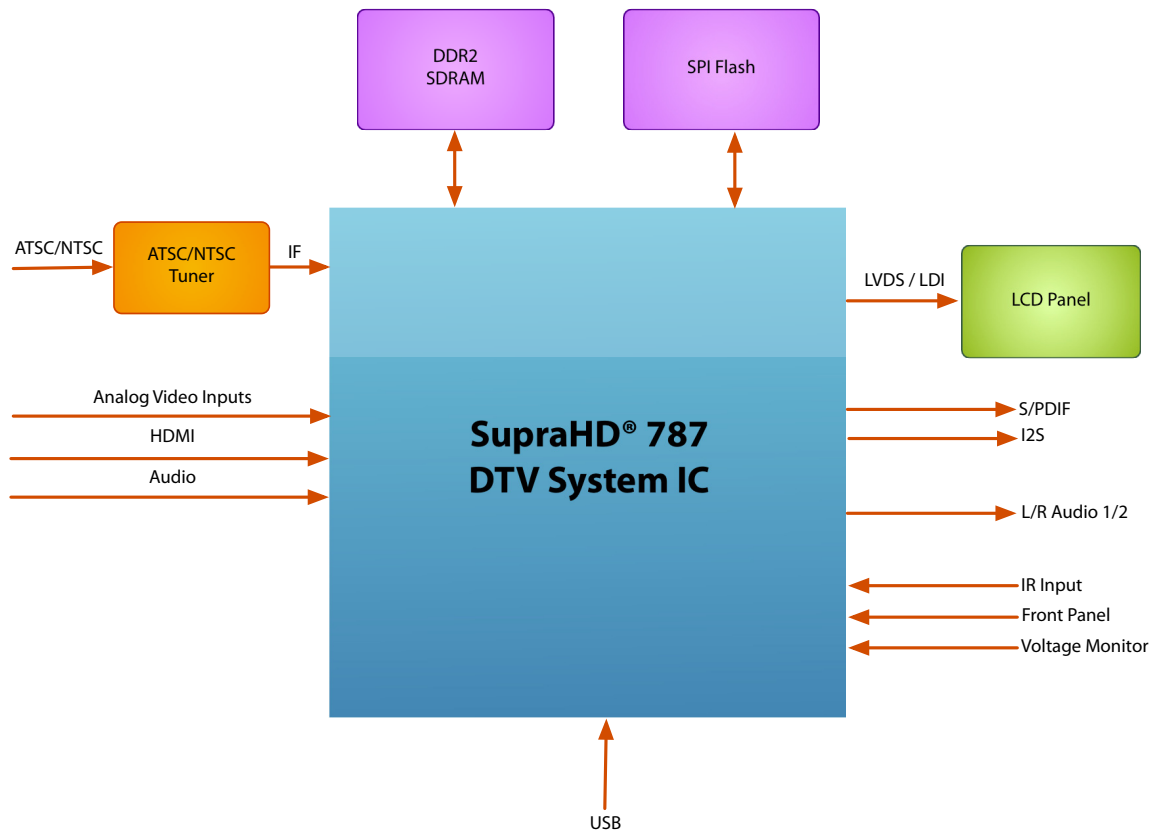 DDR2
SDRAM
SPI Flash
ATSC/NTSC
ATSC/NTSC
Tuner
IF
LVDS / LDI
LCD Panel
Analog Video Inputs
HDMI
Audio
SupraHD® 787
DTV System IC
S/PDIF
I2S
L/R Audio 1/2
IR Input
Front Panel
Voltage Monitor
USB